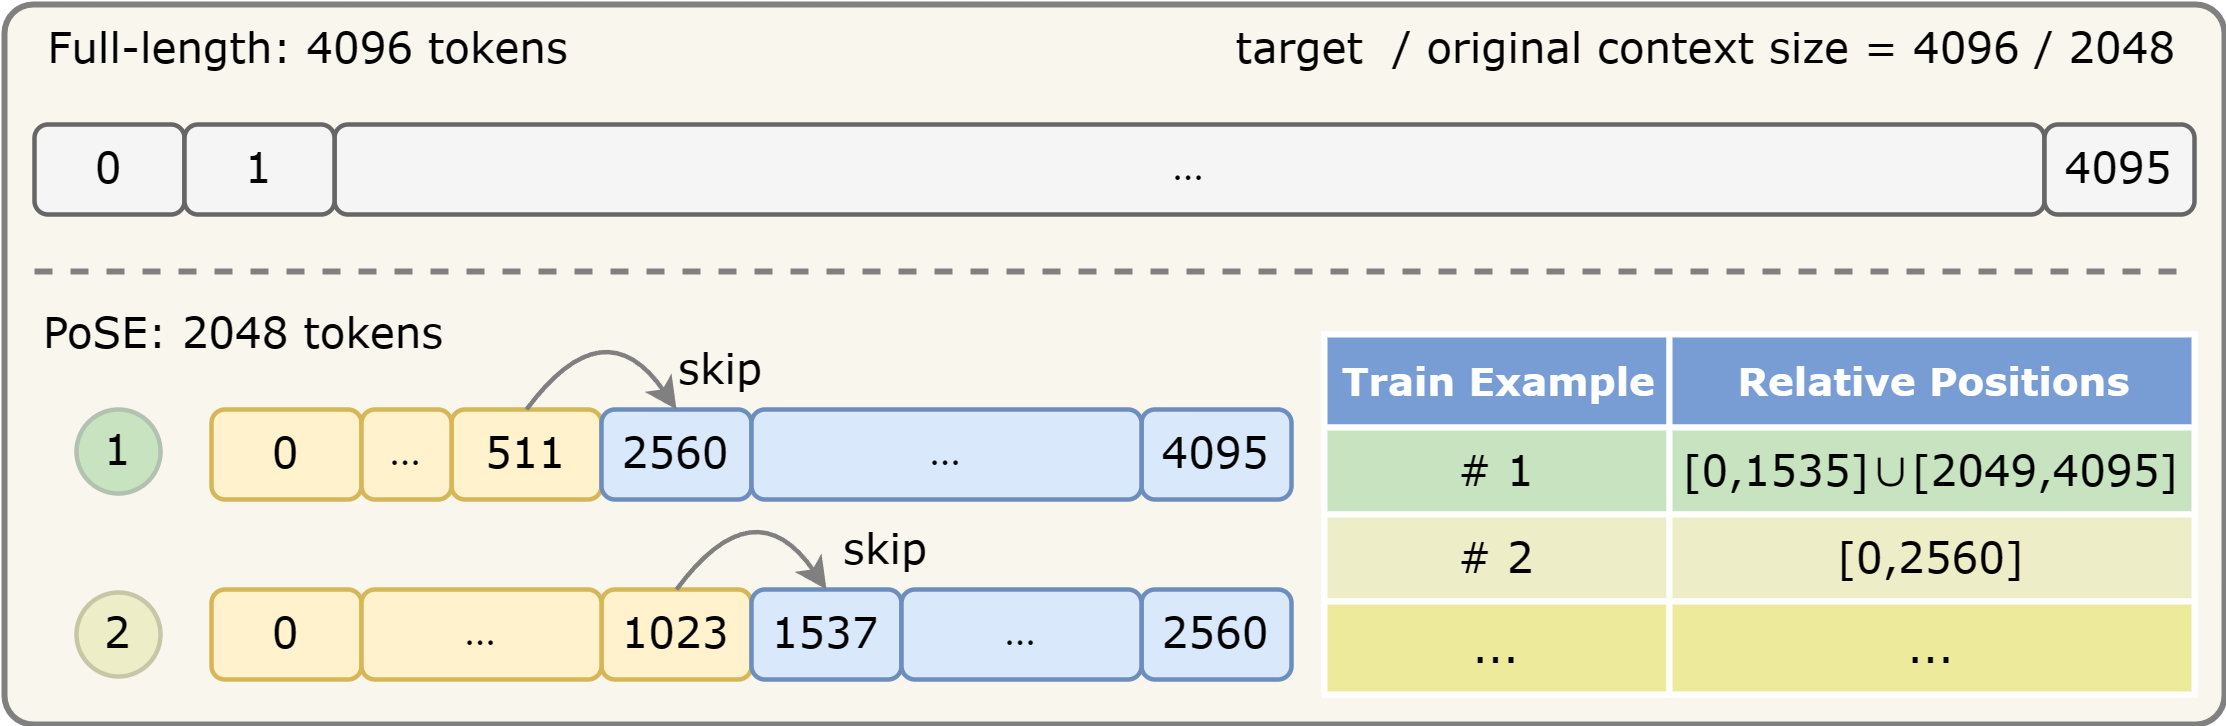 Full-length: 4096 tokens
target / original context size = 4096 / 2048
0 1 ... 4095
PoSE: 2048 tokens
skip
1 0 ... 511 2560 ... 4095
skip
2 0 ... 1023 1537 ... 2560
Train Example Relative Positions
# 1 [0,1535]∪[2049,4095]
# 2 [0,2560]
... ...